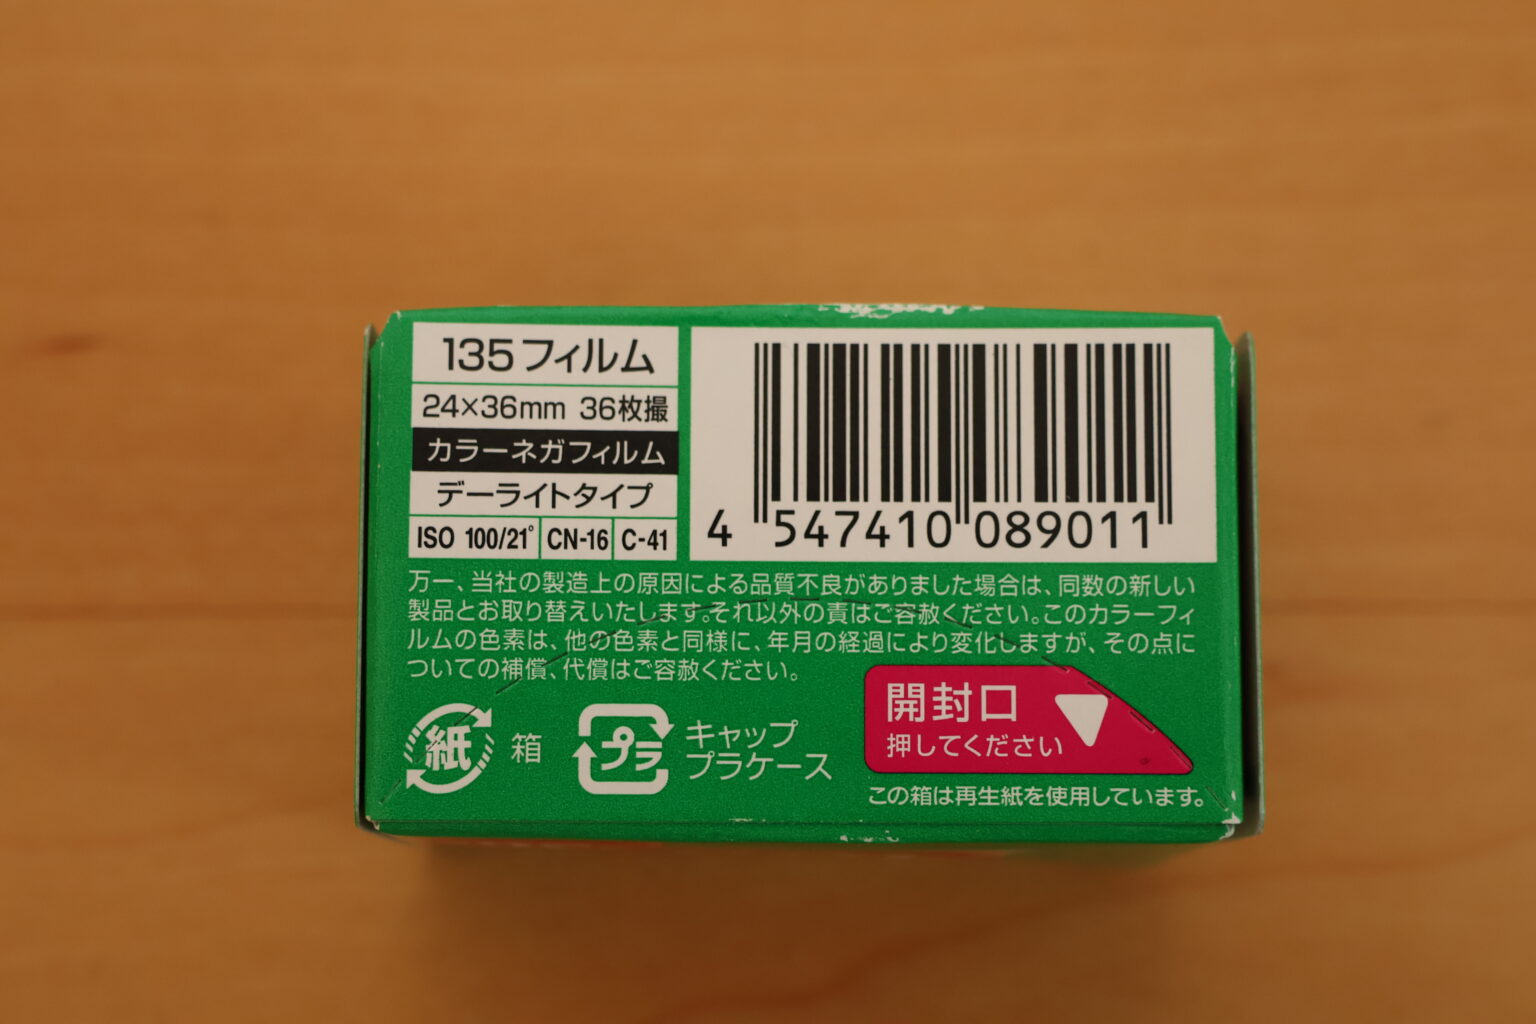 135フィルム
24×36mm 36枚撮
カラーネガフィルム
デーライトタイプ
ISO 100/21° CN-16 C-41
4 547410 089011
万一、当社の製造上の原因による品質不良がありました場合は、同数の新しい
製品とお取り替えいたします。それ以外の責はご容赦ください。このカラーフィ
ルムの色素は、他の色素と同様に、年月の経過により変化しますが、その点に
ついての補償、代償はご容赦ください。
紙 箱
プラ キャップ
プラケース
開封口
押してください
この箱は再生紙を使用しています。